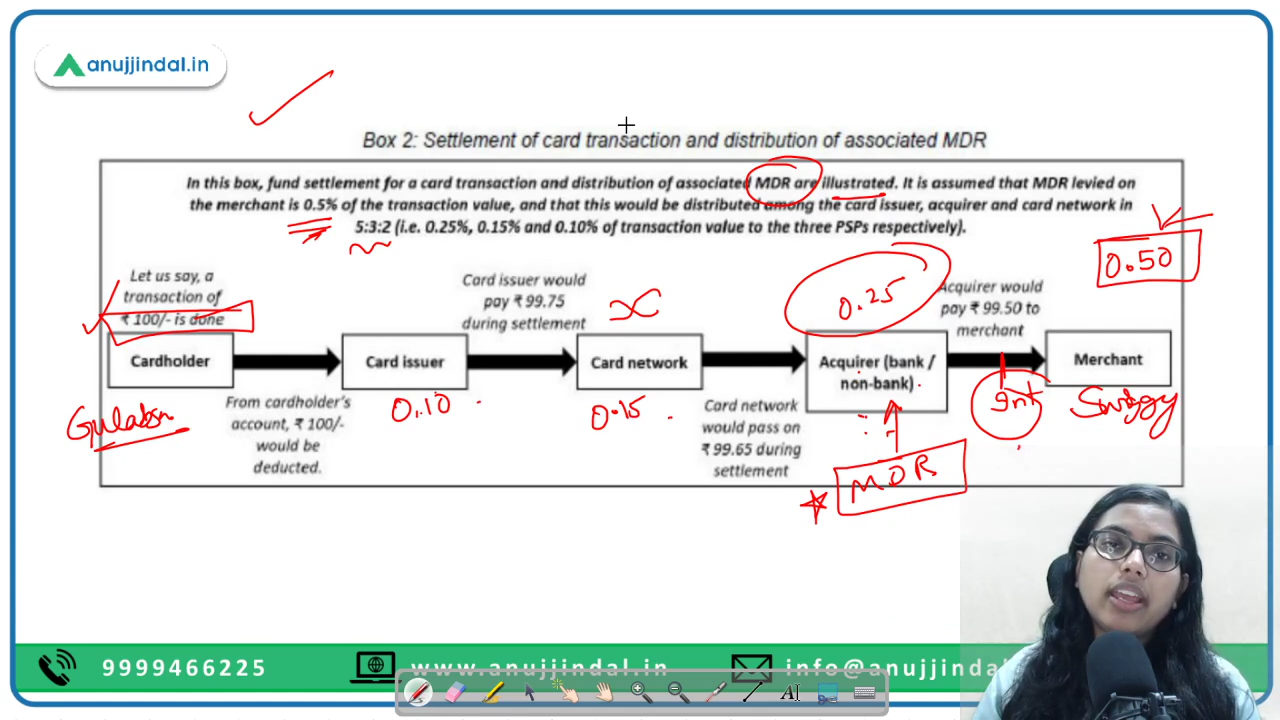 anujjindal.in
Box 2: Settlement of card transaction and distribution of associated MDR
In this box, fund settlement for a card transaction and distribution of associated MDR are illustrated. It is assumed that MDR levied on
the merchant is 0.5% of the transaction value, and that this would be distributed among the card issuer, acquirer and card network in
5:3:2 (i.e. 0.25%, 0.15% and 0.10% of transaction value to the three PSPs respectively).
0.50
Let us say, a
transaction of
₹ 100/- is done
Card issuer would
pay ₹ 99.75
during settlement
0.25
Acquirer would
pay ₹ 99.50 to
merchant
Cardholder
Card issuer
Card network
Acquirer (bank /
non-bank)
Merchant
From cardholder's
account, ₹ 100/-
would be
deducted.
0.10
0.15
Card network
would pass on
₹ 99.65 during
settlement
Int
Swiggy
MDR
9999466225
www.anujjindal.in
info@anujjinda
AI